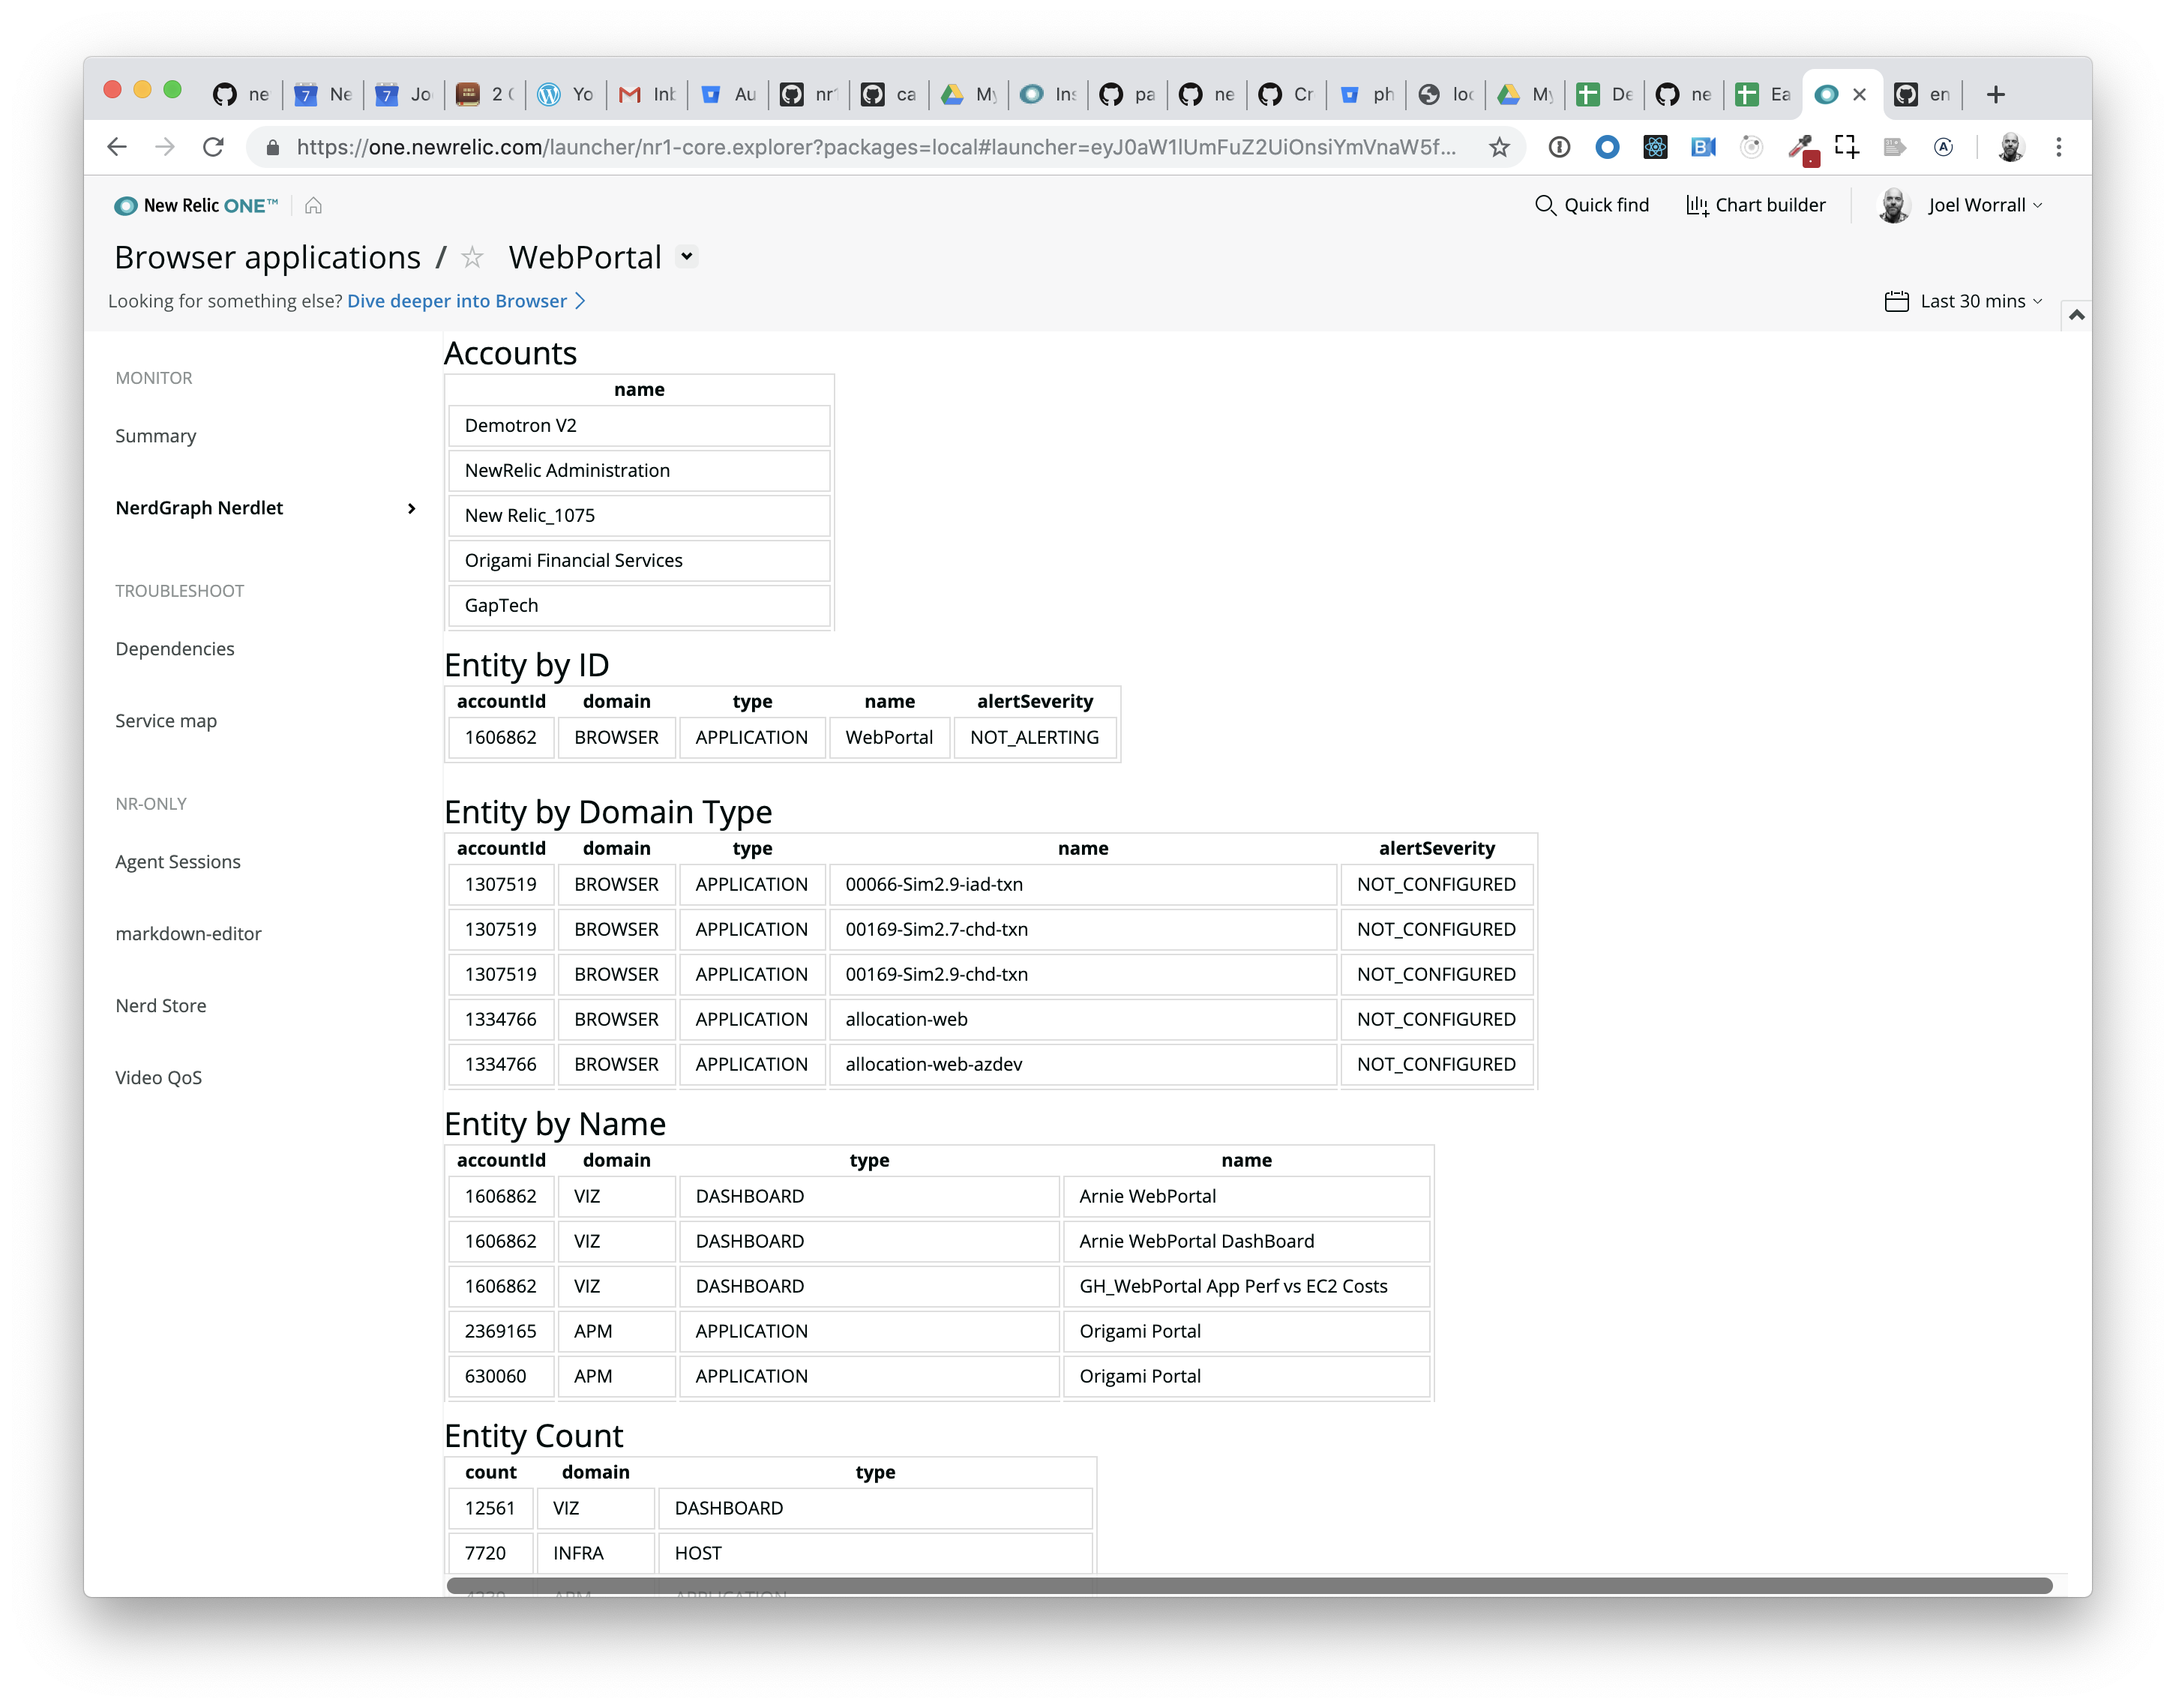 ne Ne Jo 2 Yo Inb Au nr ca My Ins pa ne Cr ph loc My De ne Ea en
https://one.newrelic.com/launcher/nr1-core.explorer?packages=local#launcher=eyJ0aW1lUmFuZ2UiOnsiYmVnaW5f...
New Relic ONE™ Quick find Chart builder Joel Worrall
Browser applications / WebPortal
Looking for something else? Dive deeper into Browser Last 30 mins
MONITOR
Summary
NerdGraph Nerdlet
TROUBLESHOOT
Dependencies
Service map
NR-ONLY
Agent Sessions
markdown-editor
Nerd Store
Video QoS
Accounts
name
Demotron V2
NewRelic Administration
New Relic_1075
Origami Financial Services
GapTech
Entity by ID
accountId domain type name alertSeverity
1606862 BROWSER APPLICATION WebPortal NOT_ALERTING
Entity by Domain Type
accountId domain type name alertSeverity
1307519 BROWSER APPLICATION 00066-Sim2.9-iad-txn NOT_CONFIGURED
1307519 BROWSER APPLICATION 00169-Sim2.7-chd-txn NOT_CONFIGURED
1307519 BROWSER APPLICATION 00169-Sim2.9-chd-txn NOT_CONFIGURED
1334766 BROWSER APPLICATION allocation-web NOT_CONFIGURED
1334766 BROWSER APPLICATION allocation-web-azdev NOT_CONFIGURED
Entity by Name
accountId domain type name
1606862 VIZ DASHBOARD Arnie WebPortal
1606862 VIZ DASHBOARD Arnie WebPortal DashBoard
1606862 VIZ DASHBOARD GH_WebPortal App Perf vs EC2 Costs
2369165 APM APPLICATION Origami Portal
630060 APM APPLICATION Origami Portal
Entity Count
count domain type
12561 VIZ DASHBOARD
7720 INFRA HOST